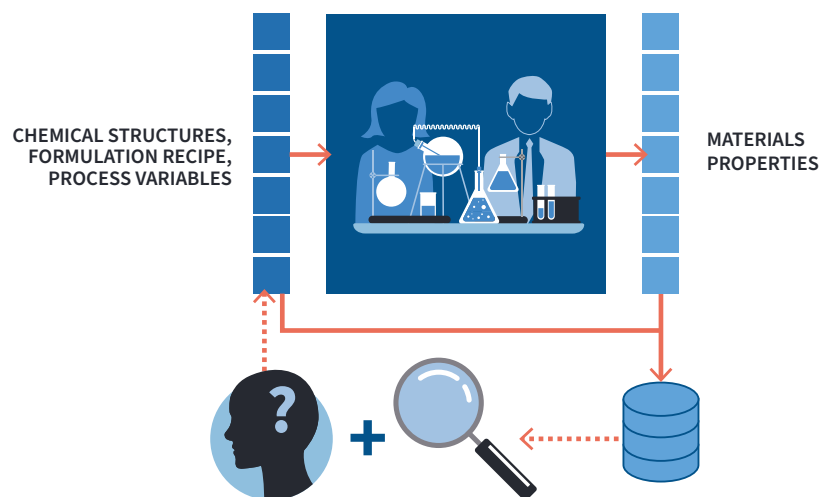 CHEMICAL STRUCTURES,
FORMULATION RECIPE,
PROCESS VARIABLES
MATERIALS
PROPERTIES
?